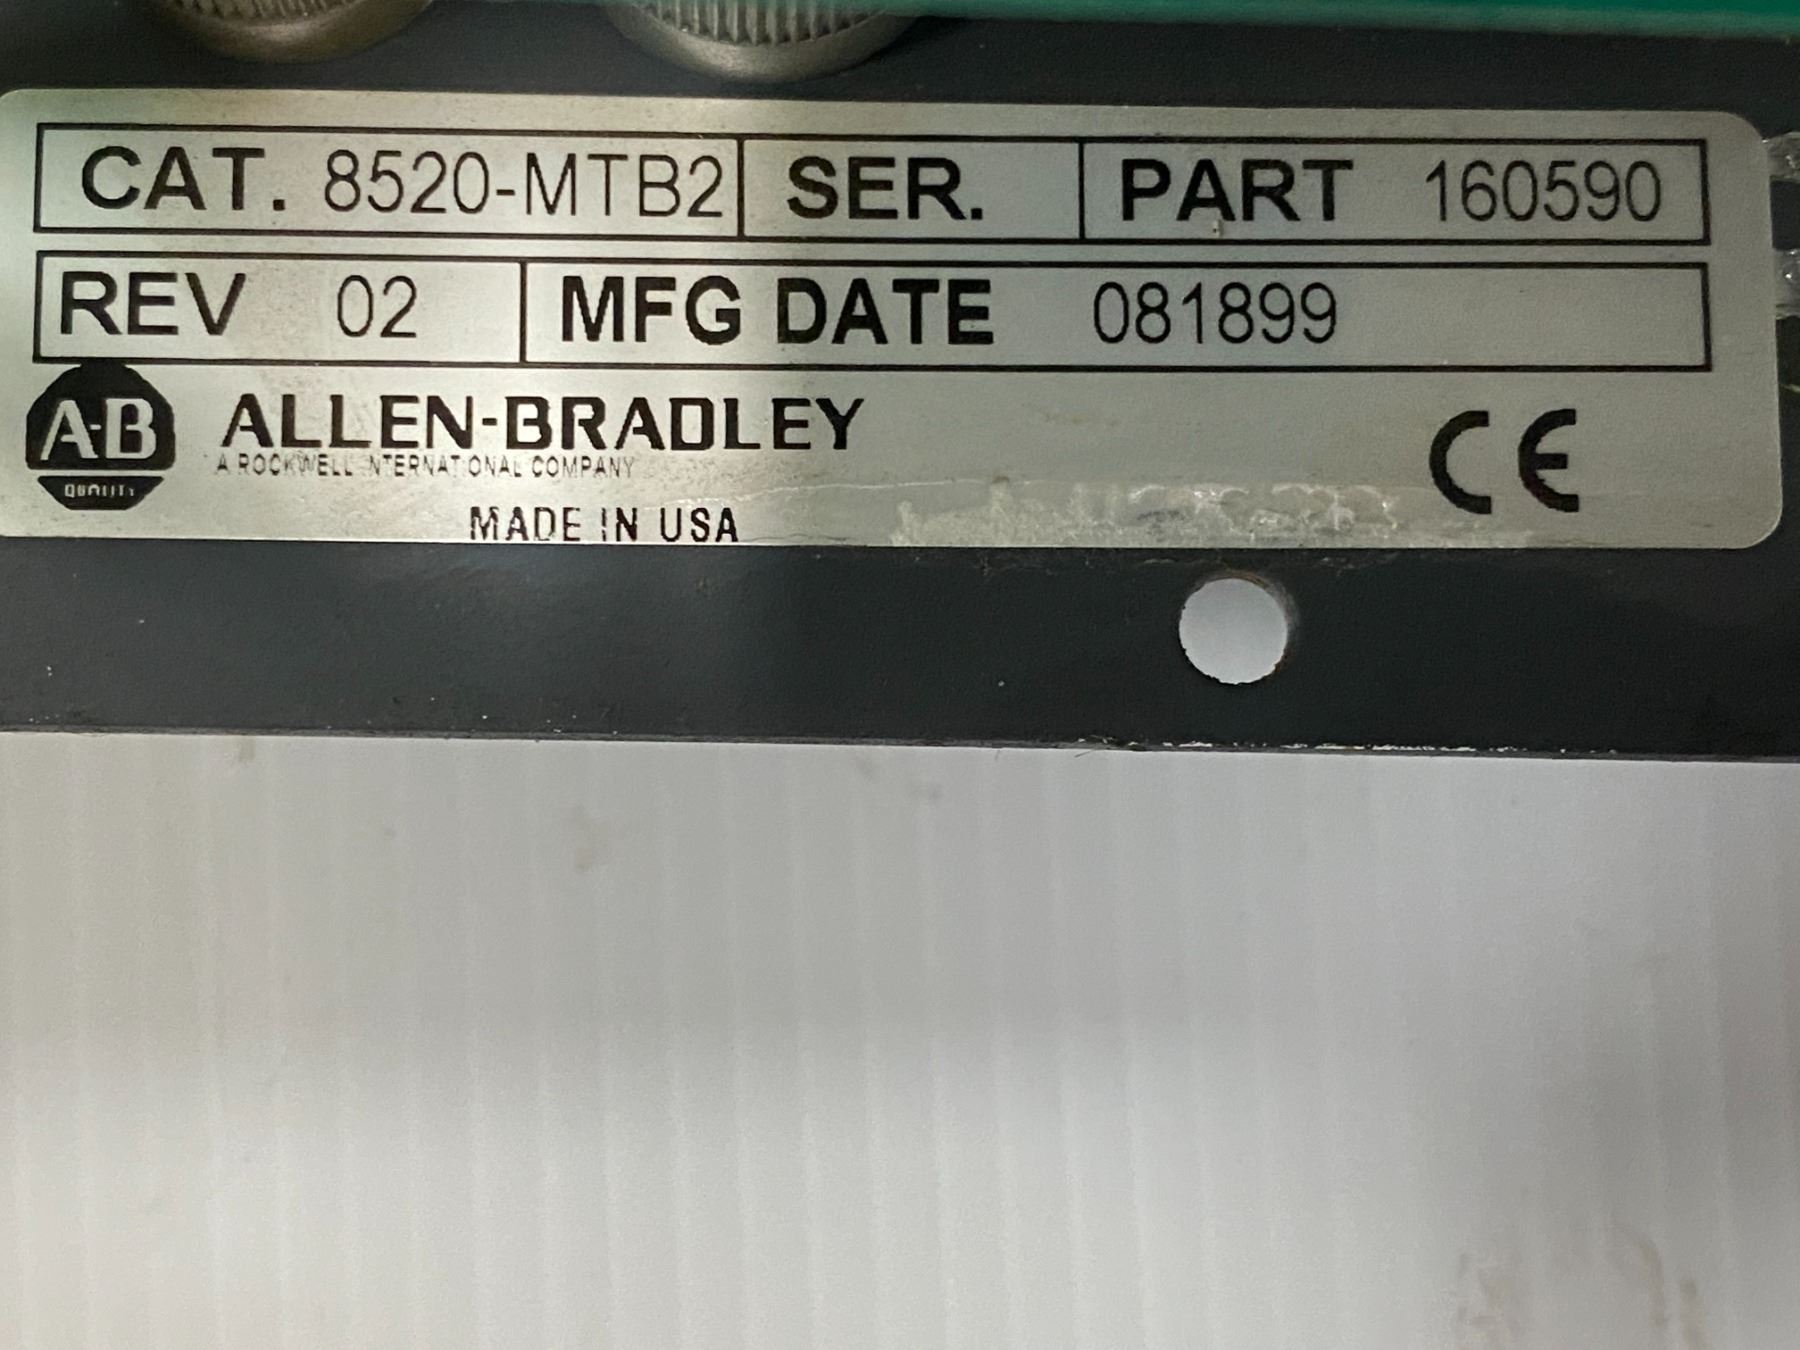 CAT. 8520-MTB2 SER. PART 160590
REV 02 MFG DATE 081899
A-B ALLEN-BRADLEY
A ROCKWELL INTERNATIONAL COMPANY
QUALITY
MADE IN USA
CE